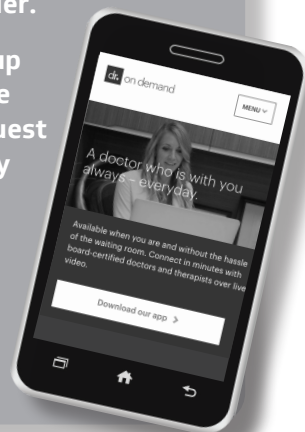 der.
up
e
uest
y
dr. on demand
MENU
A doctor who is with you
always – everyday.
Available when you are and without the hassle
of the waiting room. Connect in minutes with
board-certified doctors and therapists over live
video.
Download our app >